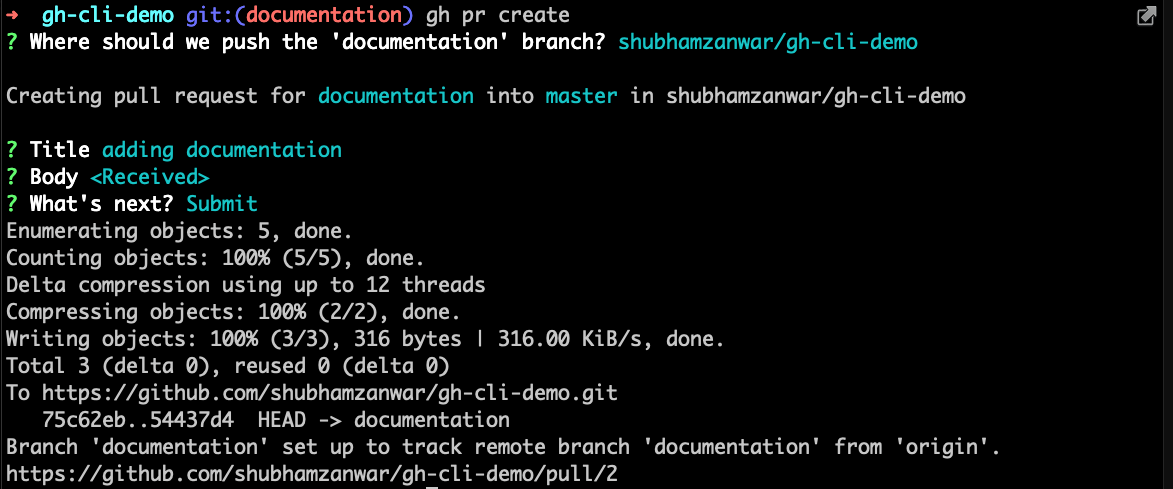 ➜ gh-cli-demo git:(documentation) gh pr create
? Where should we push the 'documentation' branch? shubhamzanwar/gh-cli-demo
Creating pull request for documentation into master in shubhamzanwar/gh-cli-demo
? Title adding documentation
? Body <Received>
? What's next? Submit
Enumerating objects: 5, done.
Counting objects: 100% (5/5), done.
Delta compression using up to 12 threads
Compressing objects: 100% (2/2), done.
Writing objects: 100% (3/3), 316 bytes | 316.00 KiB/s, done.
Total 3 (delta 0), reused 0 (delta 0)
To https://github.com/shubhamzanwar/gh-cli-demo.git
   75c62eb..54437d4  HEAD -> documentation
Branch 'documentation' set up to track remote branch 'documentation' from 'origin'.
https://github.com/shubhamzanwar/gh-cli-demo/pull/2